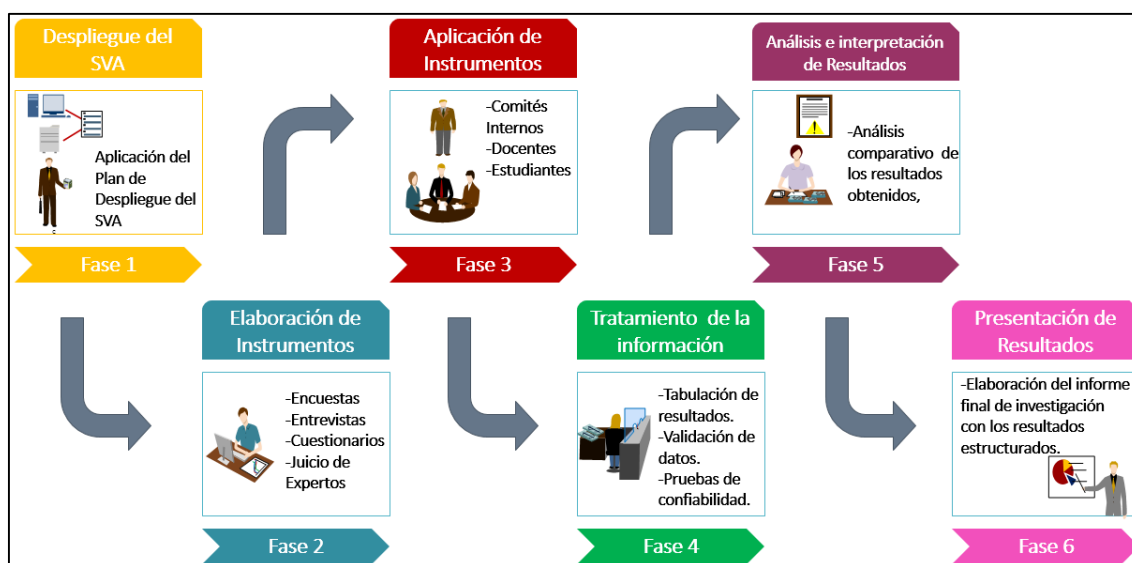 Despliegue del
SVA
Aplicación del
Plan de
Despliegue del
SVA
Fase 1
Elaboración de
Instrumentos
-Encuestas
-Entrevistas
-Cuestionarios
-Juicio de
Expertos
Fase 2
Aplicación de
Instrumentos
-Comités
Internos
-Docentes
-Estudiantes
Fase 3
Tratamiento de la
información
-Tabulación de
resultados.
-Validación de
datos.
-Pruebas de
confiabilidad.
Fase 4
Análisis e interpretación
de Resultados
-Análisis
comparativo de
los resultados
obtenidos,
Fase 5
Presentación de
Resultados
-Elaboración del informe
final de investigación
con los resultados
estructurados.
Fase 6